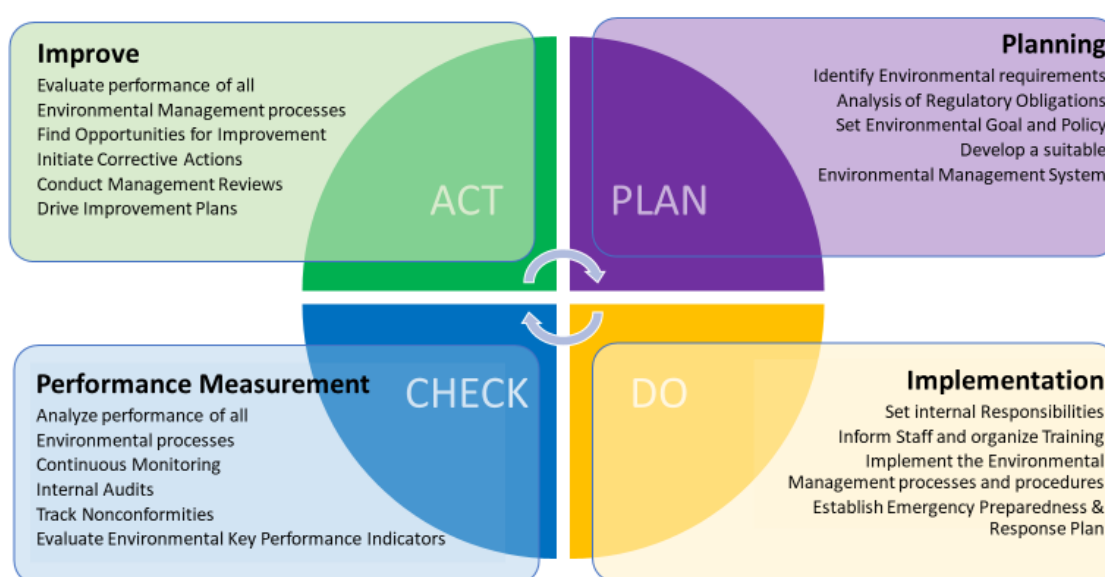 Improve
Evaluate performance of all
Environmental Management processes
Find Opportunities for Improvement
Initiate Corrective Actions
Conduct Management Reviews
Drive Improvement Plans
ACT
PLAN
Planning
Identify Environmental requirements
Analysis of Regulatory Obligations
Set Environmental Goal and Policy
Develop a suitable
Environmental Management System
Performance Measurement
Analyze performance of all
Environmental processes
Continuous Monitoring
Internal Audits
Track Nonconformities
Evaluate Environmental Key Performance Indicators
CHECK
DO
Implementation
Set internal Responsibilities
Inform Staff and organize Training
Implement the Environmental
Management processes and procedures
Establish Emergency Preparedness &
Response Plan